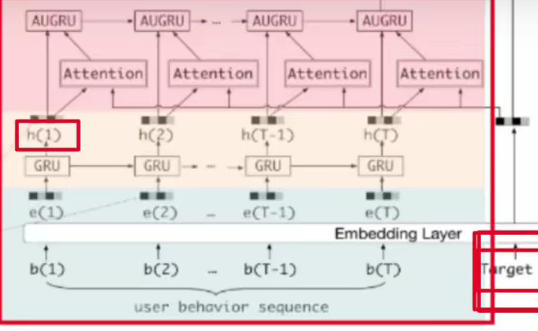 AUGRU AUGRU ... AUGRU AUGRU
Attention Attention Attention Attention
h(1) h(2) h(T-1) h(T)
GRU GRU ... GRU GRU
e(1) e(2) ... e(T-1) e(T)
Embedding Layer
b(1) b(2) ... b(T-1) b(T) Target
user behavior sequence